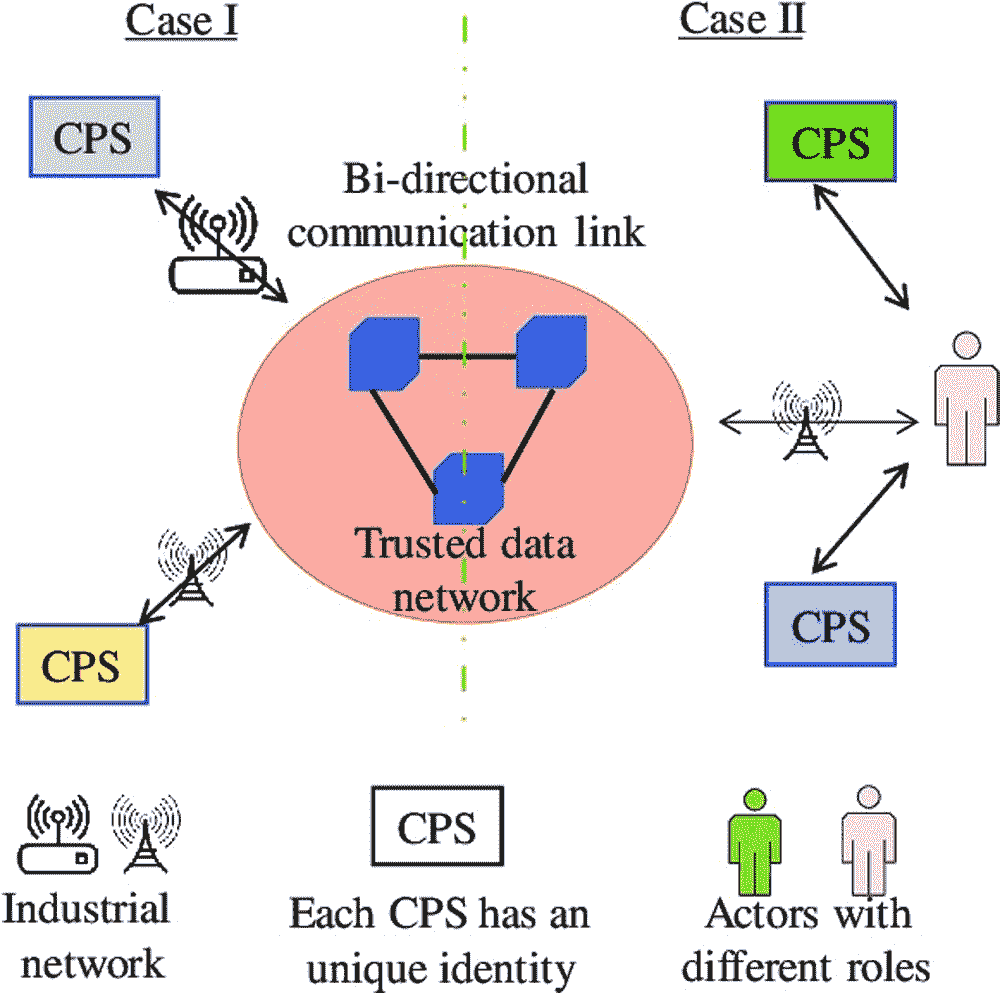 Case I
Case II
CPS
CPS
Bi-directional
communication link
Trusted data
network
CPS
CPS
CPS
Industrial
network
Each CPS has an
unique identity
Actors with
different roles